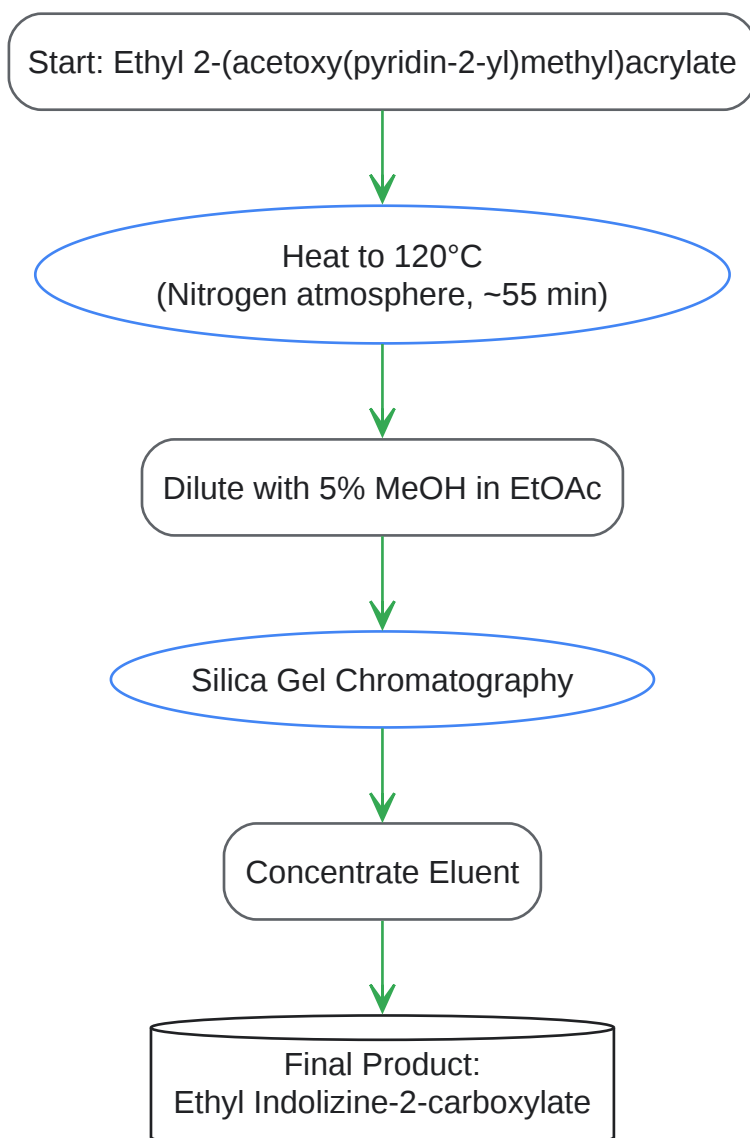 Start: Ethyl 2-(acetoxy(pyridin-2-yl)methyl)acrylate
Heat to 120°C
(Nitrogen atmosphere, ~55 min)
Dilute with 5% MeOH in EtOAc
Silica Gel Chromatography
Concentrate Eluent
Final Product:
Ethyl Indolizine-2-carboxylate